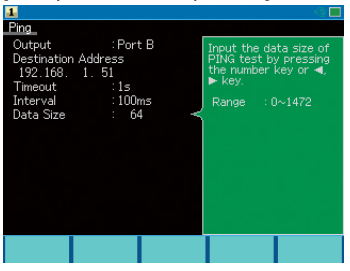 1
Ping
Output :Port B
Destination Address
192.168. 1. 51
Timeout :1s
Interval :100ms
Data Size : 64
Input the data size of
PING test by pressing
the number key or ◄,
► key.
Range : 0~1472